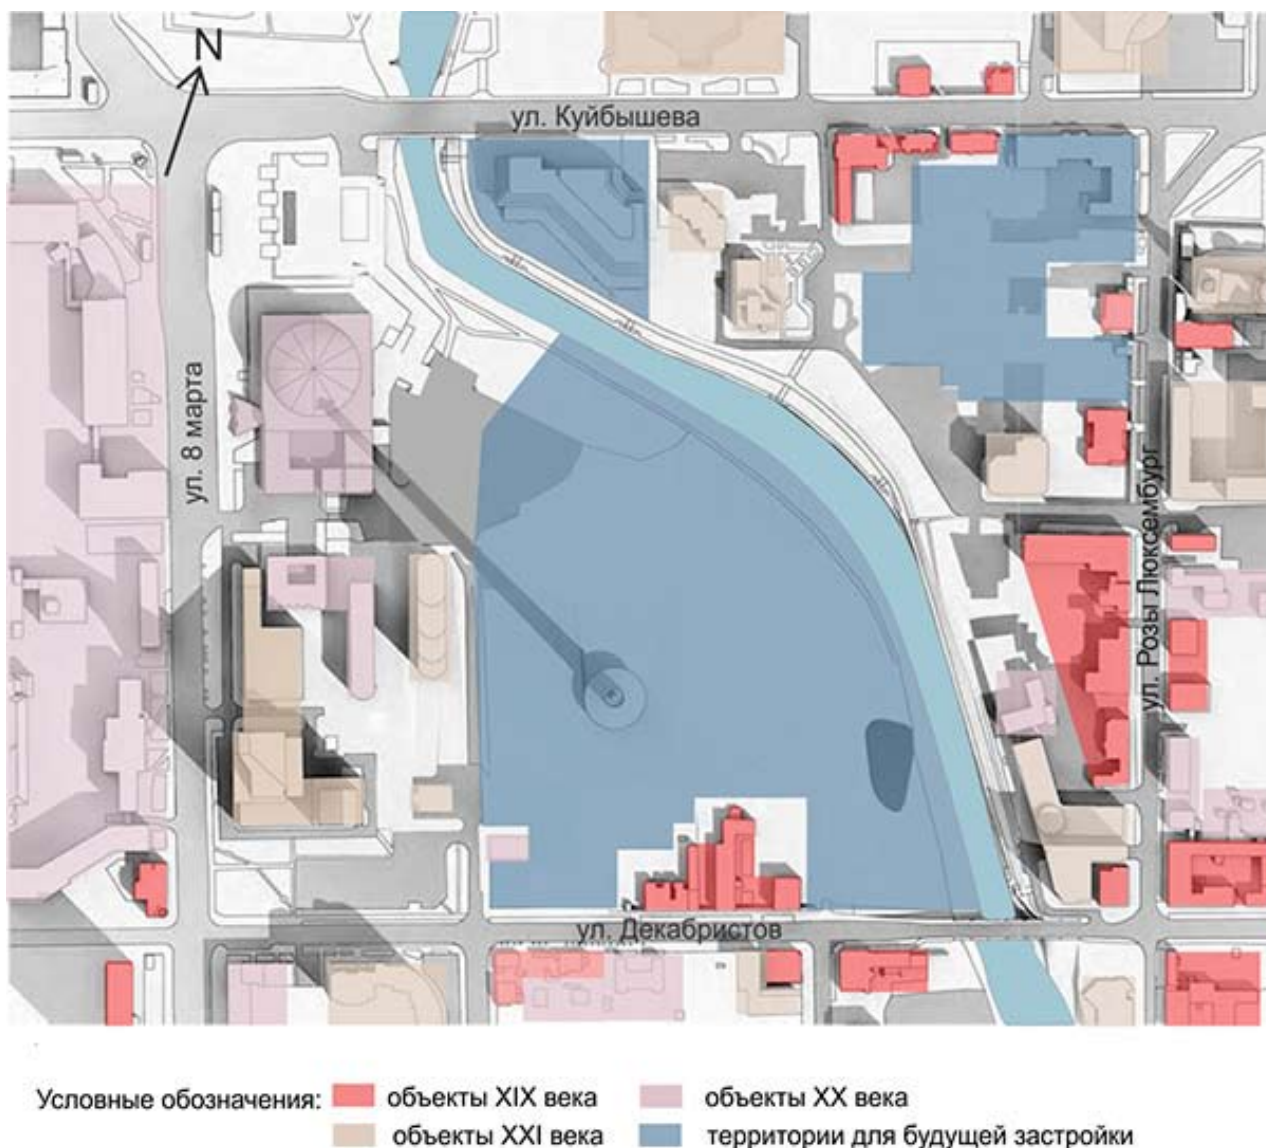 N
ул. Куйбышева
ул. 8 марта
ул. Розы Люксембург
ул. Декабристов
Условные обозначения:
объекты XIX века
объекты XX века
объекты XXI века
территории для будущей застройки